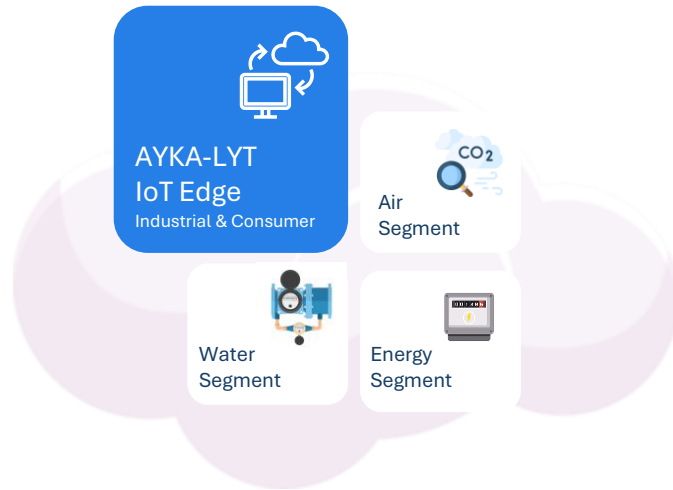 AYKA-LYT
IoT Edge
Industrial & Consumer
CO2
Air
Segment
Water
Segment
Energy
Segment